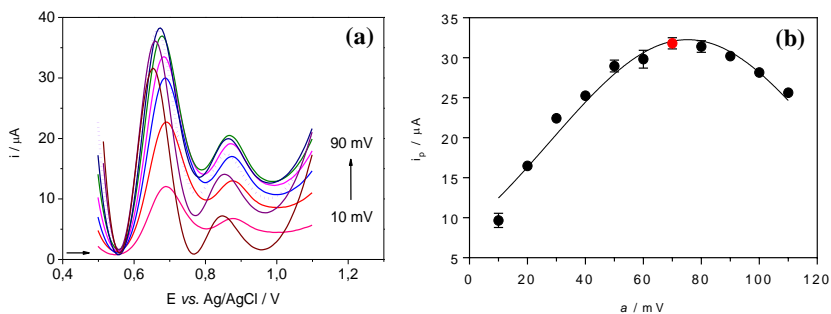 (a)
40
30
20
10
0
i / µA
90 mV
10 mV
0,4 0,6 0,8 1,0 1,2
E vs. Ag/AgCl / V
(b)
35
30
25
20
15
10
5
i p / µA
0 20 40 60 80 100 120
a / mV